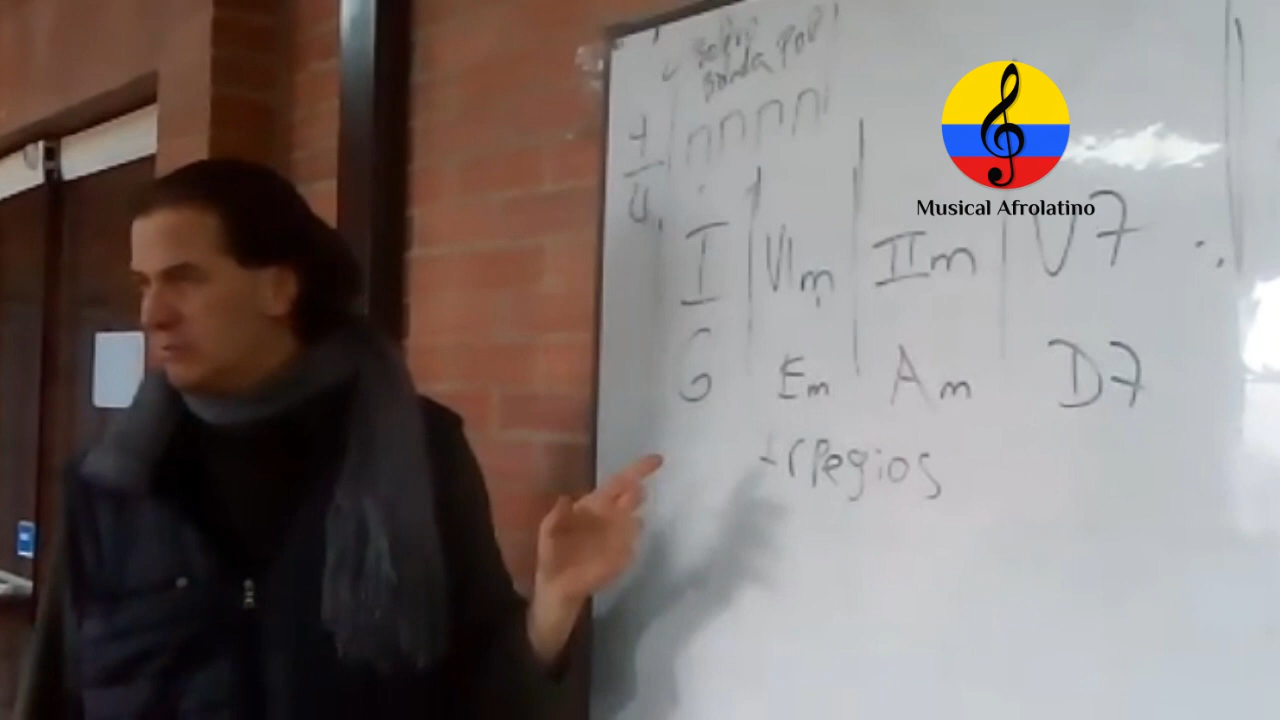 Musical Afrolatino
4
4
I VIm IIm V7
G Em Am D7
Arpegios